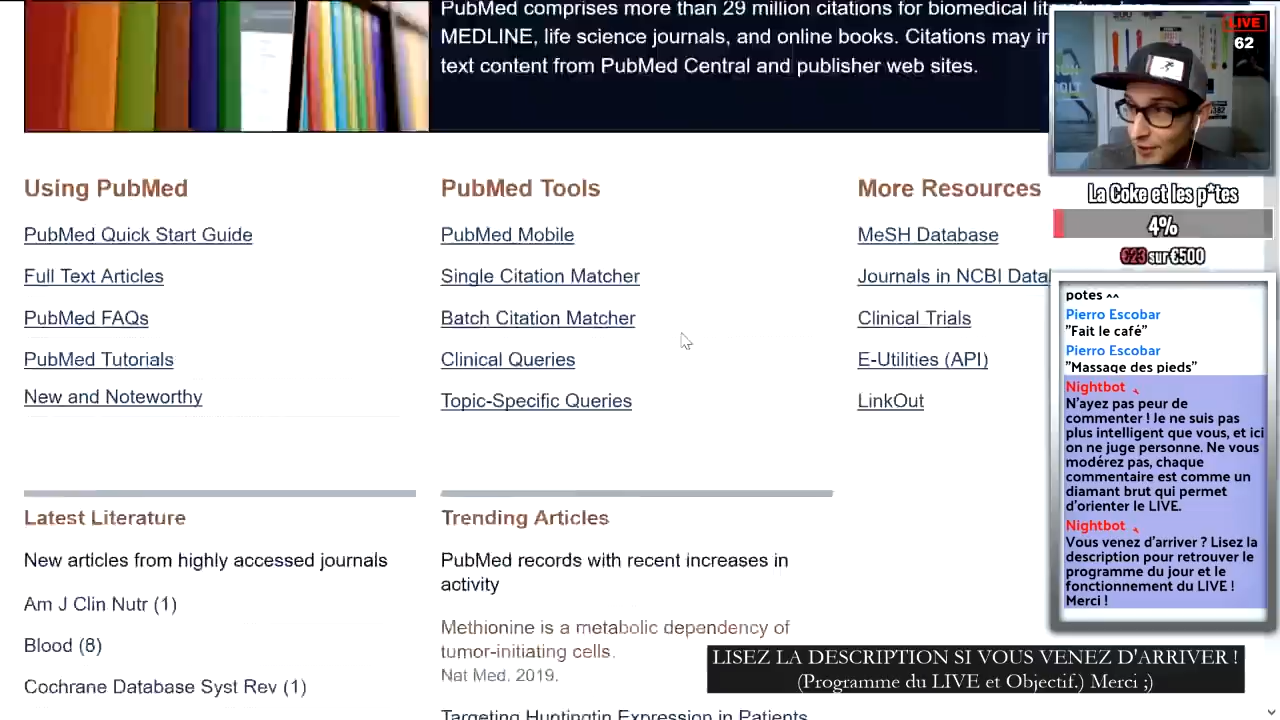 PubMed comprises more than 29 million citations for biomedical
MEDLINE, life science journals, and online books. Citations may
text content from PubMed Central and publisher web sites.
LIVE
62
La Coke et les p*tes
4%
€23 sur €500
Using PubMed
PubMed Quick Start Guide
Full Text Articles
PubMed FAQs
PubMed Tutorials
New and Noteworthy
PubMed Tools
PubMed Mobile
Single Citation Matcher
Batch Citation Matcher
Clinical Queries
Topic-Specific Queries
More Resources
MeSH Database
Journals in NCBI Data
Clinical Trials
E-Utilities (API)
LinkOut
Latest Literature
New articles from highly accessed journals
Am J Clin Nutr (1)
Blood (8)
Cochrane Database Syst Rev (1)
Trending Articles
PubMed records with recent increases in
activity
Methionine is a metabolic dependency of
tumor-initiating cells.
Nat Med. 2019.
Targeting Huntingtin Expression in Patients
potes ^^
Pierro Escobar
"Fait le café"
Pierro Escobar
"Massage des pieds"
Nightbot
N'ayez pas peur de
commenter ! Je ne suis pas
plus intelligent que vous, et ici
on ne juge personne. Ne vous
modérez pas, chaque
commentaire est comme un
diamant brut qui permet
d'orienter le LIVE.
Nightbot
Vous venez d'arriver ? Lisez la
description pour retrouver le
programme du jour et le
fonctionnement du LIVE !
Merci !
LISEZ LA DESCRIPTION SI VOUS VENEZ D'ARRIVER !
(Programme du LIVE et Objectif.) Merci ;)